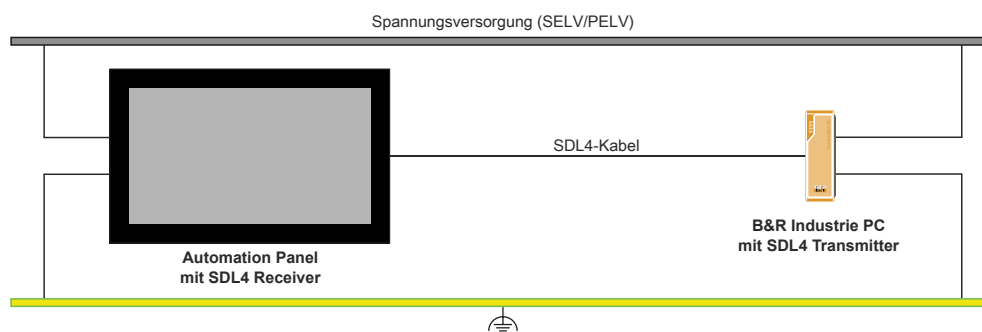 Spannungsversorgung (SELV/PELV)
SDL4-Kabel
B&R Industrie PC
mit SDL4 Transmitter
Automation Panel
mit SDL4 Receiver